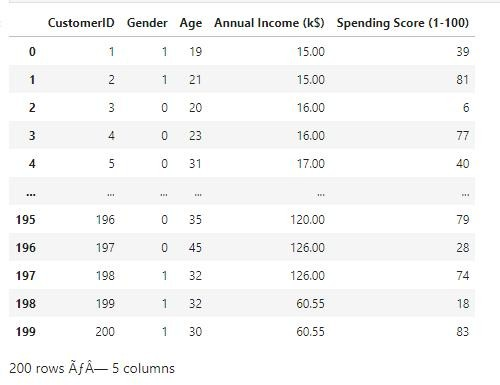 CustomerID Gender Age Annual Income (k$) Spending Score (1-100)
0 1 1 19 15.00 39
1 2 1 21 15.00 81
2 3 0 20 16.00 6
3 4 0 23 16.00 77
4 5 0 31 17.00 40
... ... ... ... ... ...
195 196 0 35 120.00 79
196 197 0 45 126.00 28
197 198 1 32 126.00 74
198 199 1 32 60.55 18
199 200 1 30 60.55 83
200 rows ÃƒÂ— 5 columns